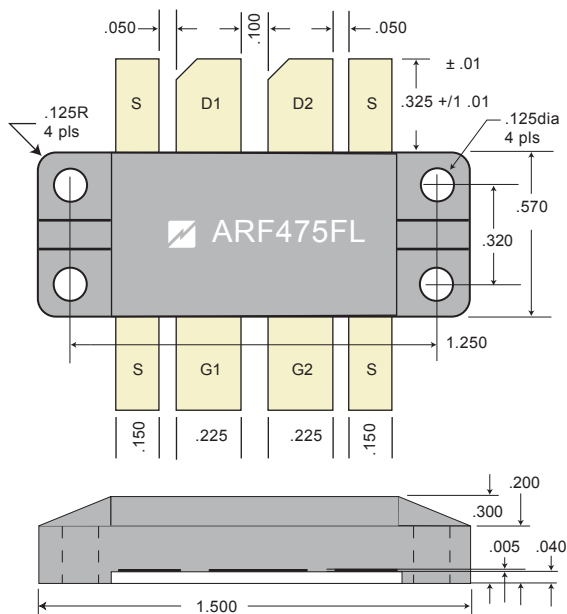 .050
.100
.050
± .01
S
D1
D2
S
.325 +/1 .01
.125R
4 pls
.125dia
4 pls
ARF475FL
.570
.320
1.250
S
G1
G2
S
.150
.225
.225
.150
.200
.300
.005
.040
1.500